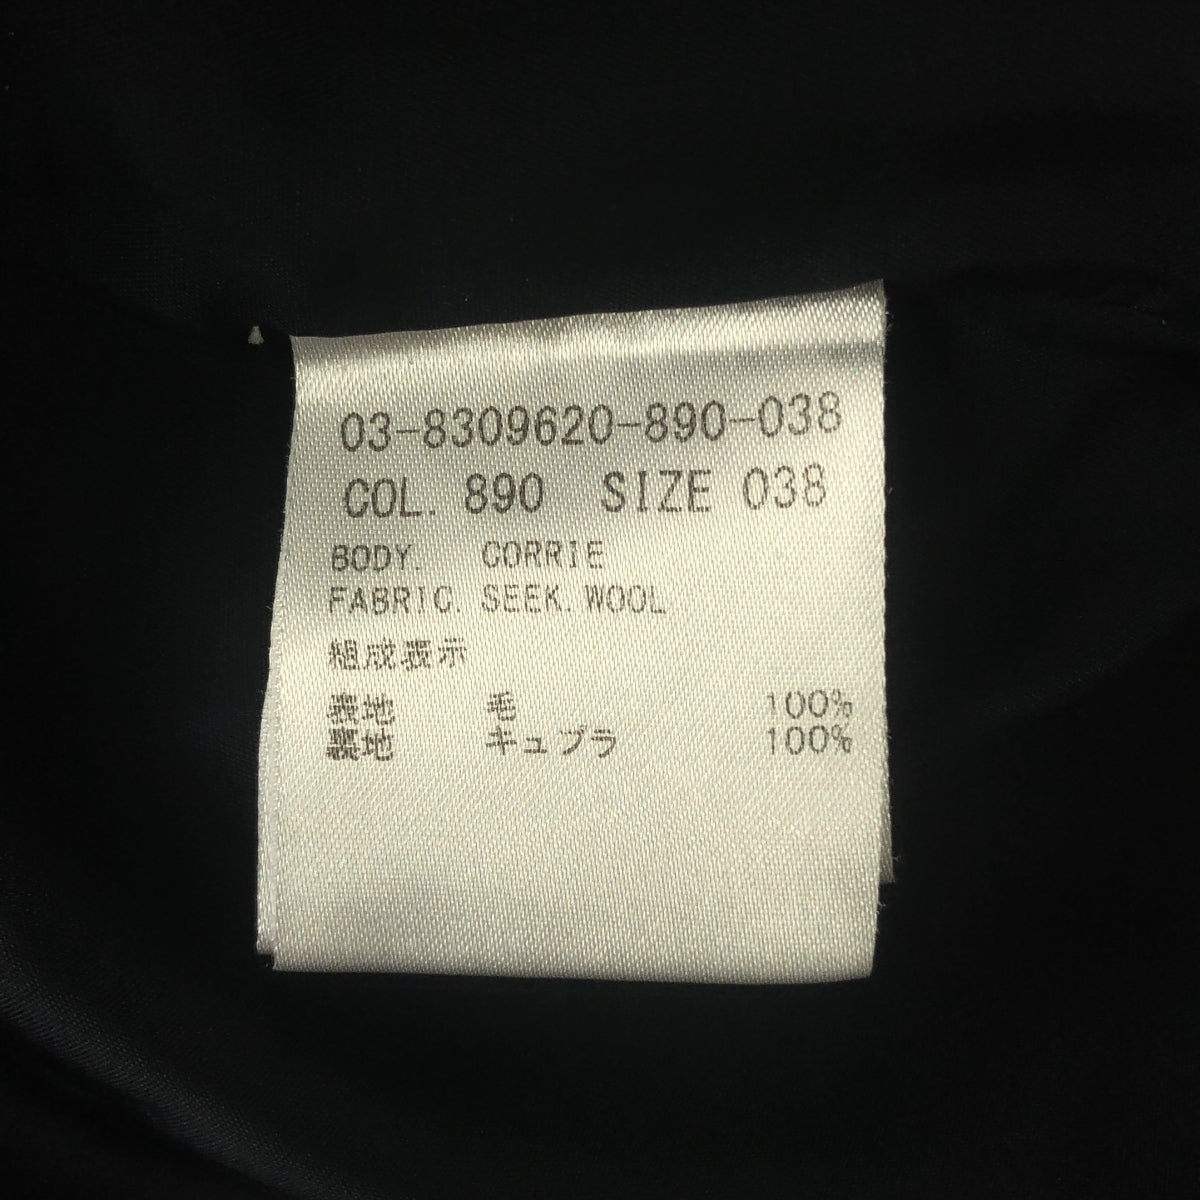 03-8309620-890-038
COL. 890 SIZE 038
BODY. CORRIE
FABRIC. SEEK.WOOL
組成表示
表地 毛 100%
裏地 キュプラ 100%